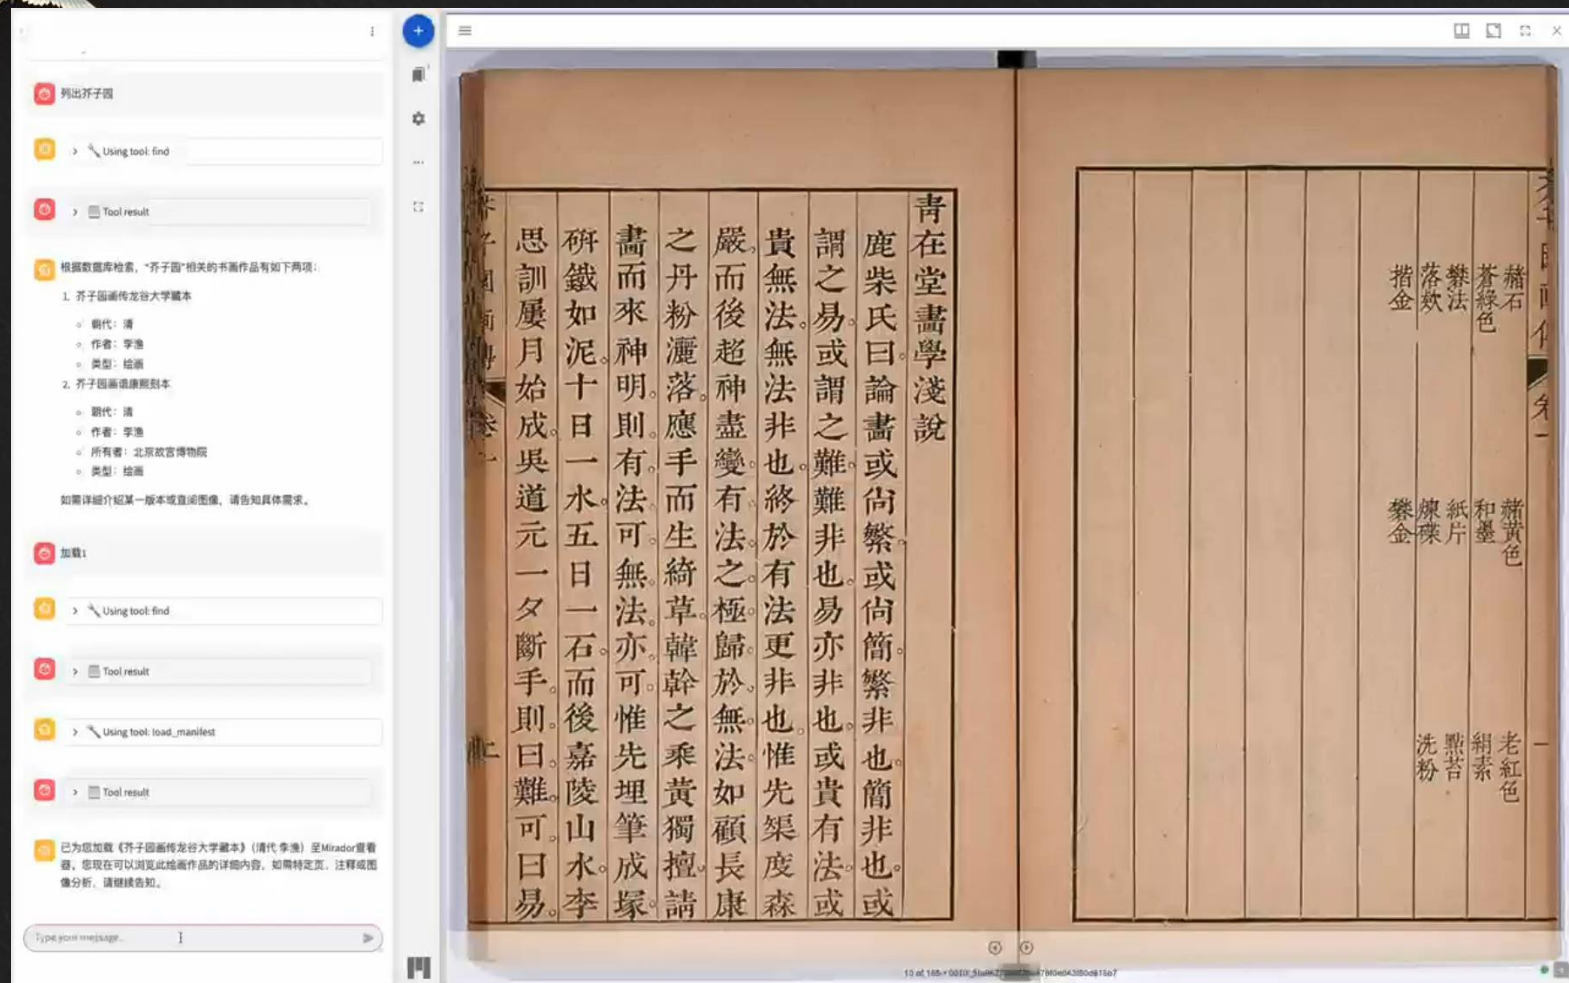 列出芥子园
Using tool: find
Tool result
根据数据库检索，“芥子园”相关的书画作品有如下两项：
1. 芥子园画传龙谷大学藏本
朝代：清
作者：李渔
类型：绘画
2. 芥子园画谱康熙刻本
朝代：清
作者：李渔
所有者：北京故宫博物院
类型：绘画
如需详细介绍某一版本或查阅图像，请告知具体需求。
加载1
Using tool: find
Tool result
Using tool: load_manifest
Tool result
已为您加载《芥子园画传龙谷大学藏本》（清代 李渔）至Mirador查看
器。您现在可以浏览此绘画作品的详细内容，如需特定页、注释或图
像分析，请继续告知。
Type your message...
赭石 赭黃色 老紅色
蒼綠色 和墨 絹素
礬法 紙片 點苔
落款 煉碟 洗粉
揩金 礬金
青在堂畫學淺說
鹿柴氏曰。論畫或尙繁。或尙簡。繁非也。簡非也。或
謂之易。或謂之難。難非也。易亦非也。或貴有法。或
貴無法。無法非也。終於有法更非也。惟先榘度森
嚴。而後超神盡變。有法之極。歸於無法。如顧長康
之丹粉灑落。應手而生綺草。韓幹之乘黃獨擅。請
畫而來神明。則有法可。無法亦可。惟先埋筆成塚。
硏鐵如泥。十日一水。五日一石。而後嘉陵山水。李
思訓屢月始成。吳道元一夕斷手。則曰難。可曰易。
10 of 165